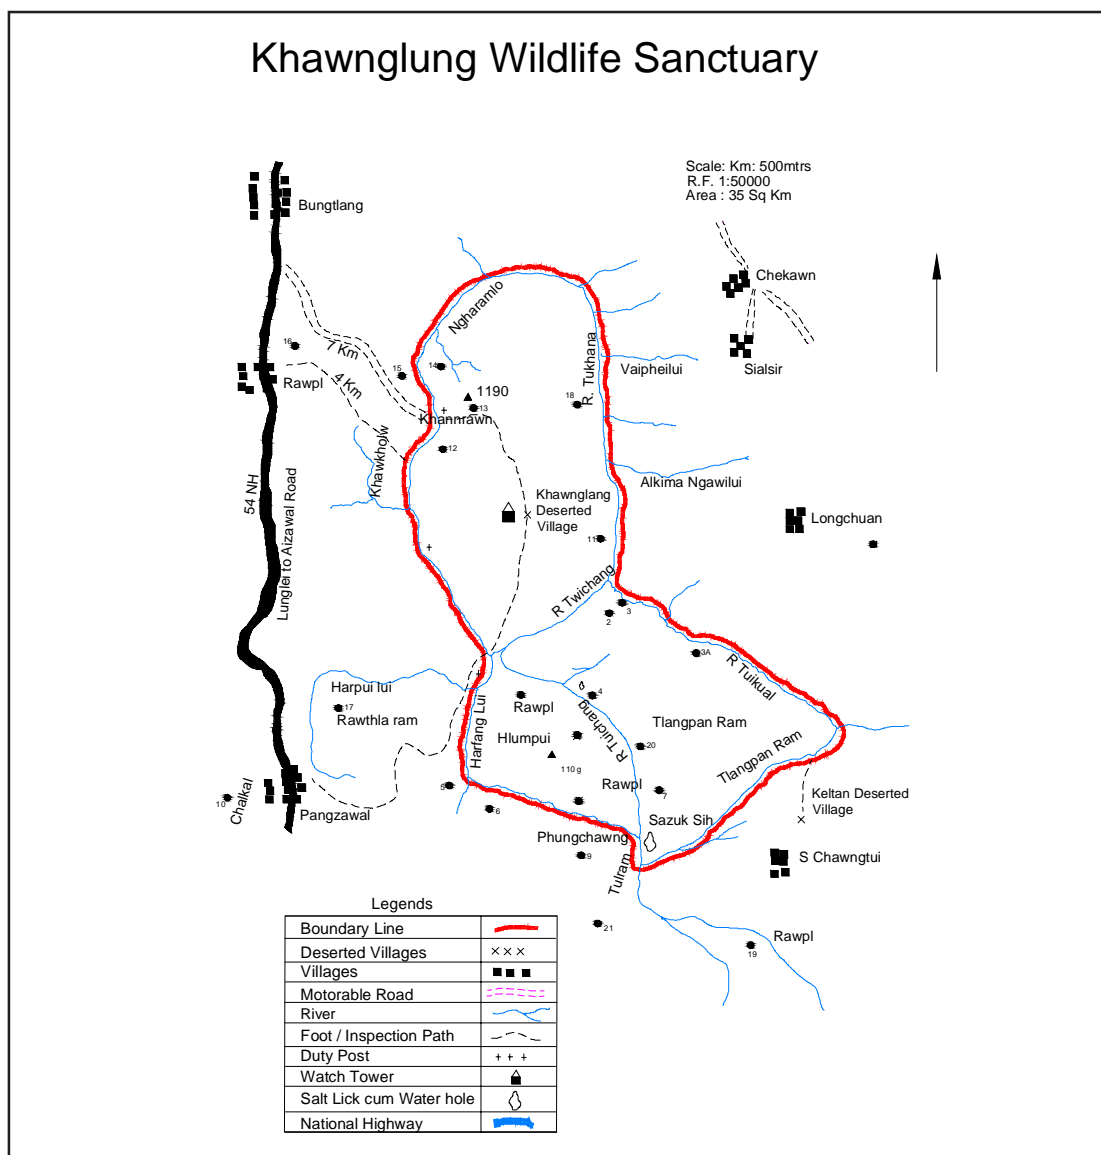 Khawnglung Wildlife Sanctuary
Scale: Km: 500mtrs
R.F. 1:50000
Area : 35 Sq Km
Bungtlang
Chekawn
Ngharamlo
R. Tukhana
16
7 Km
Sialsir
Vaipheilui
15
14
Rawpl
4 Km
1190
13
18
Khanmawn
Khawkholw
12
Alkima Ngawilui
54 NH
Lunglei to Aizawal Road
Khawnglang
Deserted
Village
Longchuan
11
R Twichang
3
2
3A
R Tuikual
Harpui lui
17
Rawthla ram
Harfang Lui
Rawpl
4
R Tuichang
Tlangpan Ram
Hlumpui
20
Tlangpan Ram
110 g
Rawpl
7
Keltan Deserted
Village
10
Chalkal
Pangzawal
5
6
Sazuk Sih
Phungchawng
9
Tulram
S Chawngtui
21
Rawpl
19
Legends
Boundary Line
Deserted Villages
Villages
Motorable Road
River
Foot / Inspection Path
Duty Post
Watch Tower
Salt Lick cum Water hole
National Highway